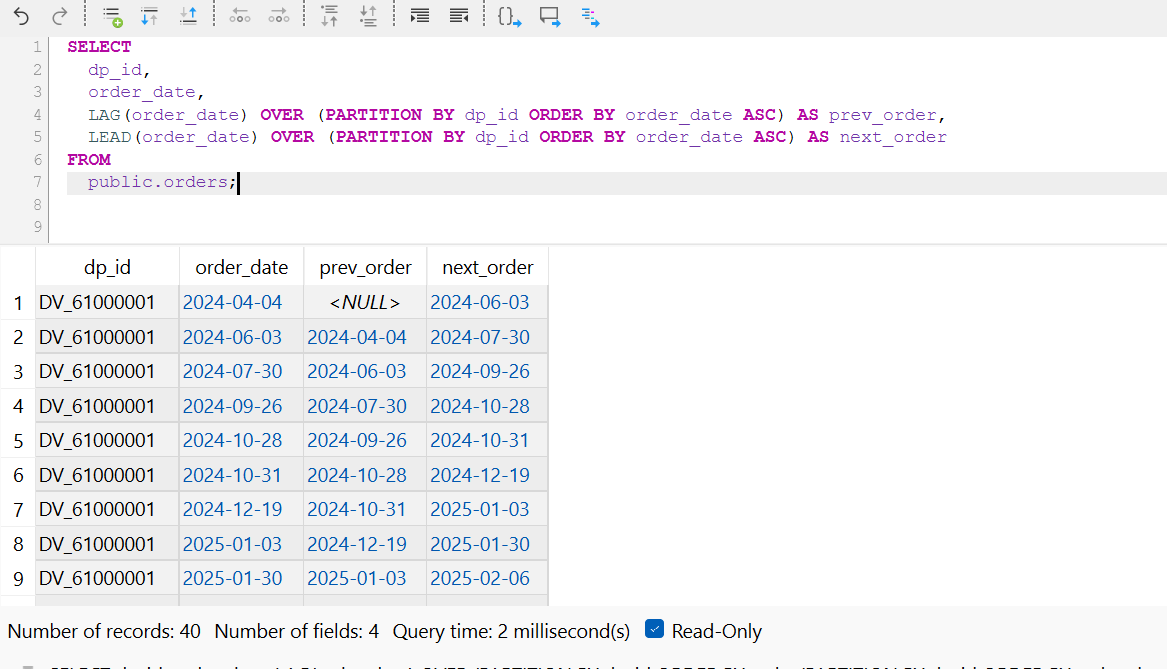 1 SELECT
2 dp_id,
3 order_date,
4 LAG(order_date) OVER (PARTITION BY dp_id ORDER BY order_date ASC) AS prev_order,
5 LEAD(order_date) OVER (PARTITION BY dp_id ORDER BY order_date ASC) AS next_order
6 FROM
7 public.orders;
8
9
dp_id order_date prev_order next_order
1 DV_61000001 2024-04-04 <NULL> 2024-06-03
2 DV_61000001 2024-06-03 2024-04-04 2024-07-30
3 DV_61000001 2024-07-30 2024-06-03 2024-09-26
4 DV_61000001 2024-09-26 2024-07-30 2024-10-28
5 DV_61000001 2024-10-28 2024-09-26 2024-10-31
6 DV_61000001 2024-10-31 2024-10-28 2024-12-19
7 DV_61000001 2024-12-19 2024-10-31 2025-01-03
8 DV_61000001 2025-01-03 2024-12-19 2025-01-30
9 DV_61000001 2025-01-30 2025-01-03 2025-02-06
Number of records: 40 Number of fields: 4 Query time: 2 millisecond(s) Read-Only